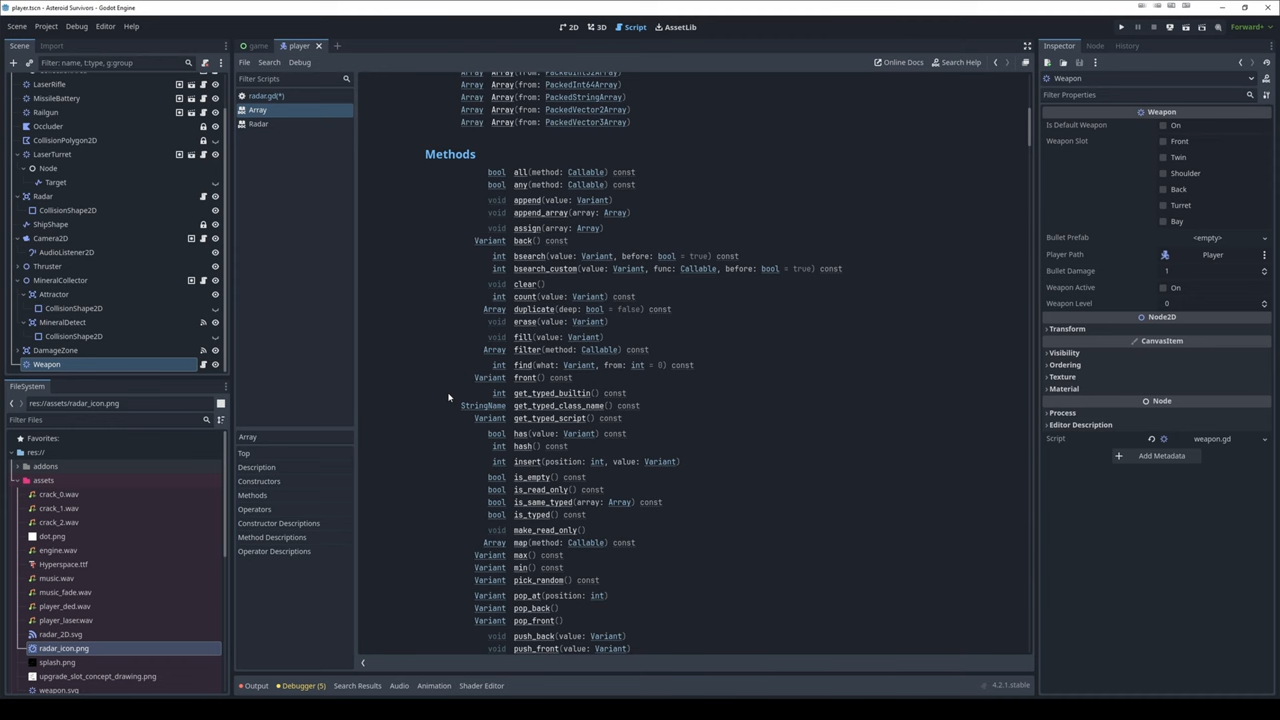 player.tscn - Asteroid Survivors - Godot Engine
Scene Project Debug Editor Help
2D 3D Script AssetLib
Forward+
Scene Import
Filter: name, t:type, g:group
LaserRifle
MissileBattery
Railgun
Occluder
CollisionPolygon2D
LaserTurret
Node
Target
Radar
CollisionShape2D
ShipShape
Camera2D
AudioListener2D
Thruster
MineralCollector
Attractor
CollisionShape2D
MineralDetect
CollisionShape2D
DamageZone
Weapon
FileSystem
res://assets/radar_icon.png
Filter Files
Favorites:
res://
addons
assets
crack_0.wav
crack_1.wav
crack_2.wav
dot.png
engine.wav
Hyperspace.ttf
music.wav
music_fade.wav
player_ded.wav
player_laser.wav
radar_2D.svg
radar_icon.png
splash.png
upgrade_slot_concept_drawing.png
weapon.svg
game player
File Search Debug
Online Docs Search Help
Filter Scripts
radar.gd(*)
Array
Radar
Array
Top
Description
Constructors
Methods
Operators
Constructor Descriptions
Method Descriptions
Operator Descriptions
Array Array(from: PackedInt32Array)
Array Array(from: PackedInt64Array)
Array Array(from: PackedStringArray)
Array Array(from: PackedVector2Array)
Array Array(from: PackedVector3Array)
Methods
bool all(method: Callable) const
bool any(method: Callable) const
void append(value: Variant)
void append_array(array: Array)
void assign(array: Array)
Variant back() const
int bsearch(value: Variant, before: bool = true) const
int bsearch_custom(value: Variant, func: Callable, before: bool = true) const
void clear()
int count(value: Variant) const
Array duplicate(deep: bool = false) const
void erase(value: Variant)
void fill(value: Variant)
Array filter(method: Callable) const
int find(what: Variant, from: int = 0) const
Variant front() const
int get_typed_builtin() const
StringName get_typed_class_name() const
Variant get_typed_script() const
bool has(value: Variant) const
int hash() const
int insert(position: int, value: Variant)
bool is_empty() const
bool is_read_only() const
bool is_same_typed(array: Array) const
bool is_typed() const
void make_read_only()
Array map(method: Callable) const
Variant max() const
Variant min() const
Variant pick_random() const
Variant pop_at(position: int)
Variant pop_back()
Variant pop_front()
void push_back(value: Variant)
void push_front(value: Variant)
Output Debugger (5) Search Results Audio Animation Shader Editor
4.2.1.stable
Inspector Node History
Weapon
Filter Properties
Weapon
Is Default Weapon On
Weapon Slot Front
Twin
Shoulder
Back
Turret
Bay
Bullet Prefab <empty>
Player Path Player
Bullet Damage 1
Weapon Active On
Weapon Level 0
Node2D
Transform
CanvasItem
Visibility
Ordering
Texture
Material
Node
Process
Editor Description
Script weapon.gd
Add Metadata